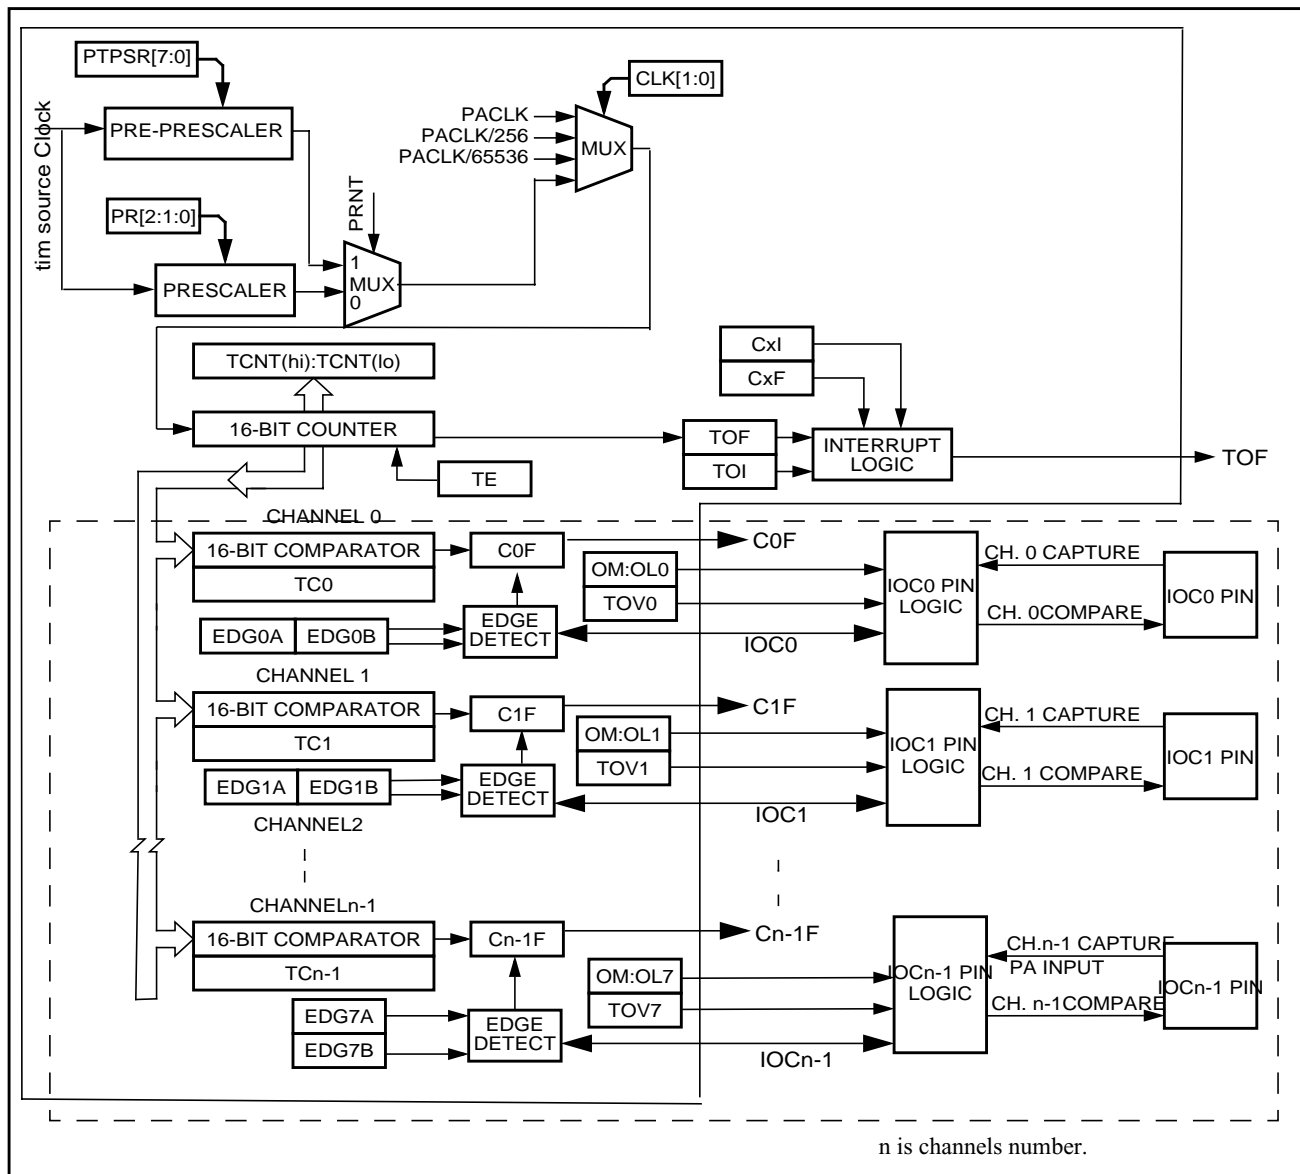 PTPSR[7:0]
CLK[1:0]
PACLK
PRE-PRESCALER
PACLK/256
MUX
PACLK/65536
tim source Clock
PR[2:1:0]
PRNT
1
MUX
0
PRESCALER
CxI
TCNT(hi):TCNT(lo)
CxF
16-BIT COUNTER
TOF
INTERRUPT
LOGIC
TOF
TOI
TE
CHANNEL 0
16-BIT COMPARATOR
C0F
C0F
TC0
OM:OL0
TOV0
IOC0 PIN
LOGIC
CH. 0 CAPTURE
IOC0 PIN
CH. 0COMPARE
EDG0A
EDG0B
EDGE
DETECT
IOC0
CHANNEL 1
16-BIT COMPARATOR
C1F
C1F
TC1
OM:OL1
TOV1
IOC1 PIN
LOGIC
CH. 1 CAPTURE
IOC1 PIN
CH. 1 COMPARE
EDG1A
EDG1B
EDGE
DETECT
IOC1
CHANNEL2
CHANNELn-1
16-BIT COMPARATOR
Cn-1F
Cn-1F
TCn-1
OM:OL7
TOV7
IOCn-1 PIN
LOGIC
CH.n-1 CAPTURE
PA INPUT
IOCn-1 PIN
CH. n-1COMPARE
EDG7A
EDG7B
EDGE
DETECT
IOCn-1
n is channels number.